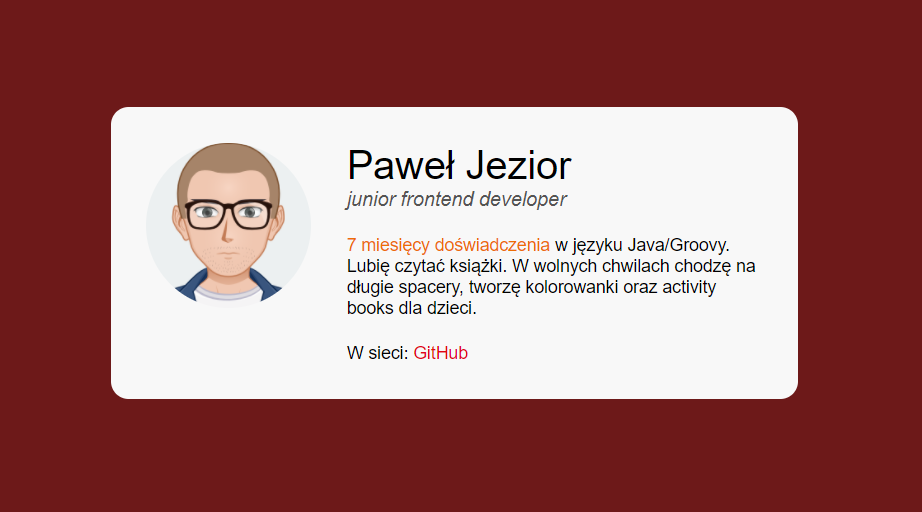 Paweł Jezior
junior frontend developer
7 miesięcy doświadczenia w języku Java/Groovy.
Lubię czytać książki. W wolnych chwilach chodzę na
długie spacery, tworzę kolorowanki oraz activity
books dla dzieci.
W sieci: GitHub